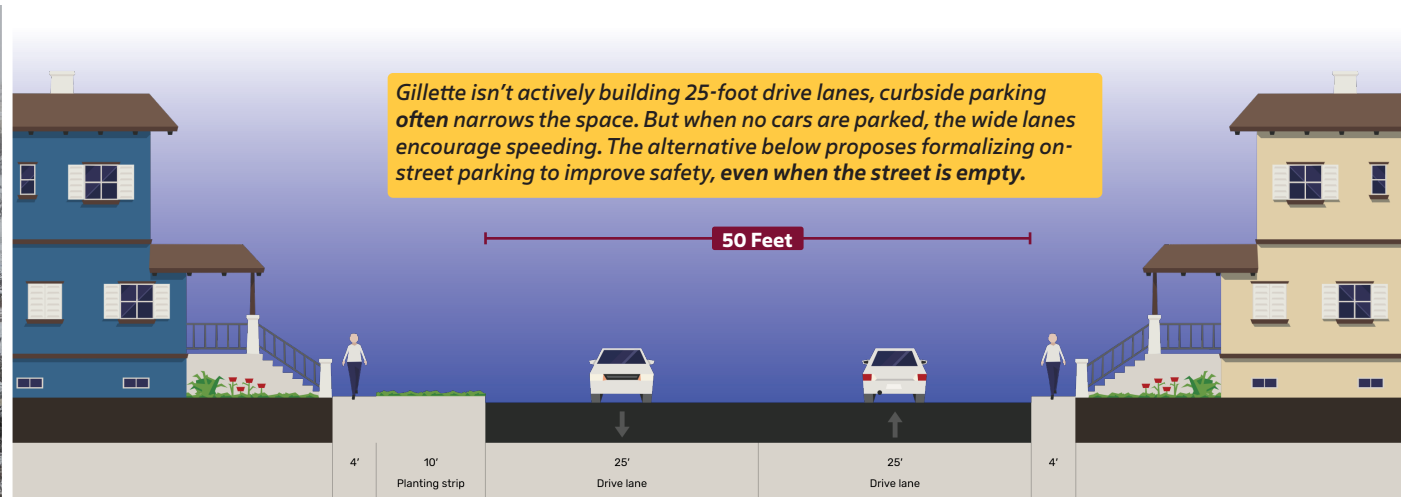 Gillette isn't actively building 25-foot drive lanes, curbside parking
often narrows the space. But when no cars are parked, the wide lanes
encourage speeding. The alternative below proposes formalizing on-
street parking to improve safety, even when the street is empty.
50 Feet
4' 10' 25' 25' 4'
Planting strip Drive lane Drive lane